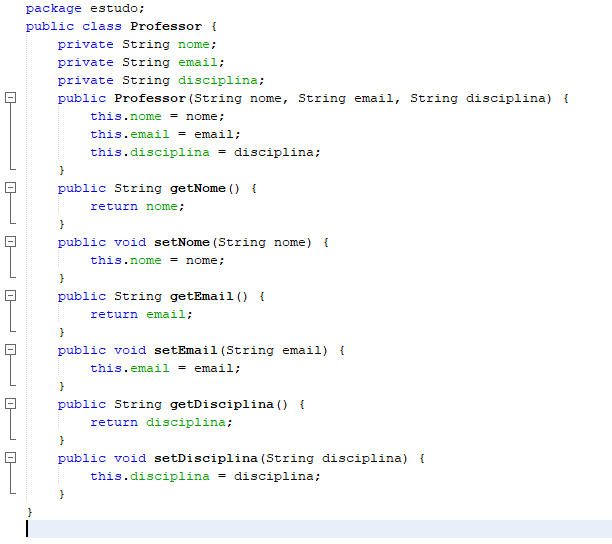 package estudo;
public class Professor {
    private String nome;
    private String email;
    private String disciplina;
    public Professor(String nome, String email, String disciplina) {
        this.nome = nome;
        this.email = email;
        this.disciplina = disciplina;
    }
    public String getNome() {
        return nome;
    }
    public void setNome(String nome) {
        this.nome = nome;
    }
    public String getEmail() {
        return email;
    }
    public void setEmail(String email) {
        this.email = email;
    }
    public String getDisciplina() {
        return disciplina;
    }
    public void setDisciplina(String disciplina) {
        this.disciplina = disciplina;
    }
}